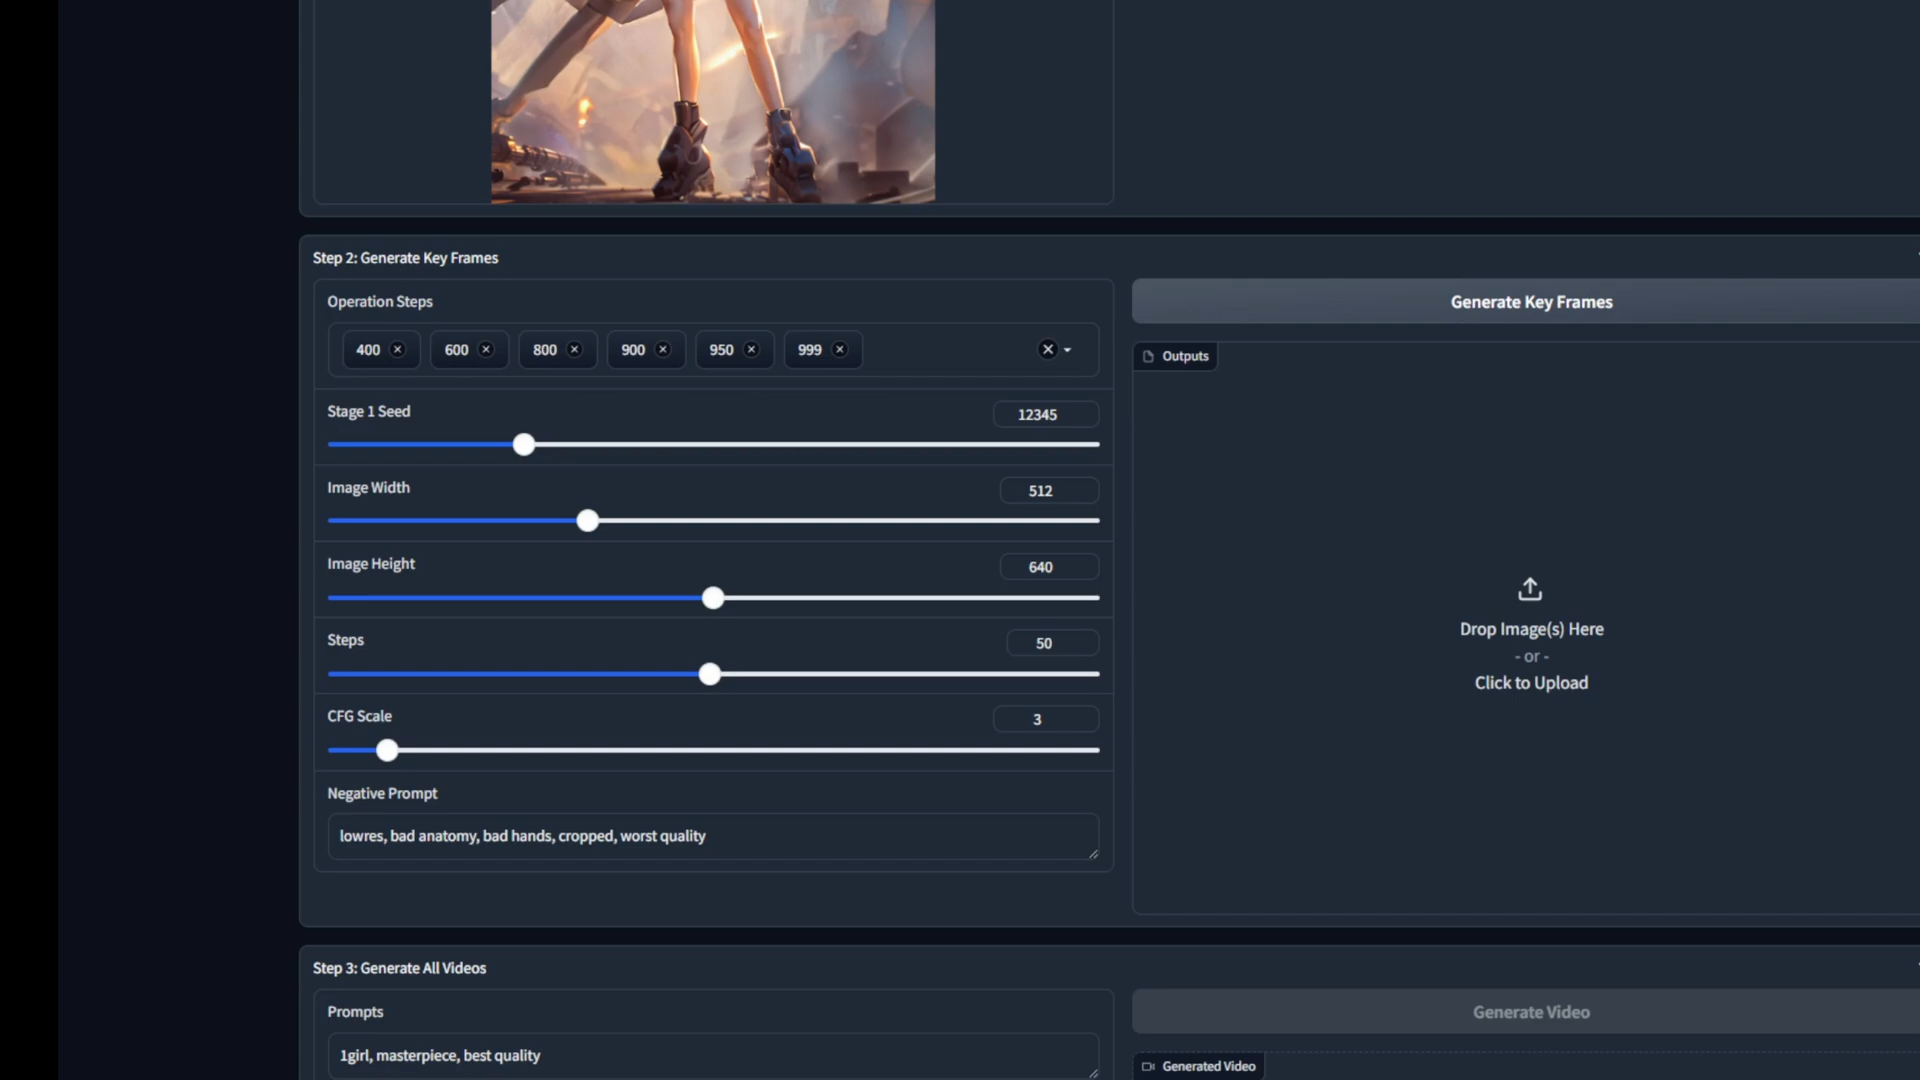 Step 2: Generate Key Frames
Operation Steps
400 600 800 900 950 999
Stage 1 Seed
12345
Image Width
512
Image Height
640
Steps
50
CFG Scale
3
Negative Prompt
lowres, bad anatomy, bad hands, cropped, worst quality
Generate Key Frames
Outputs
Drop Image(s) Here
- or -
Click to Upload
Step 3: Generate All Videos
Prompts
1girl, masterpiece, best quality
Generate Video
Generated Video